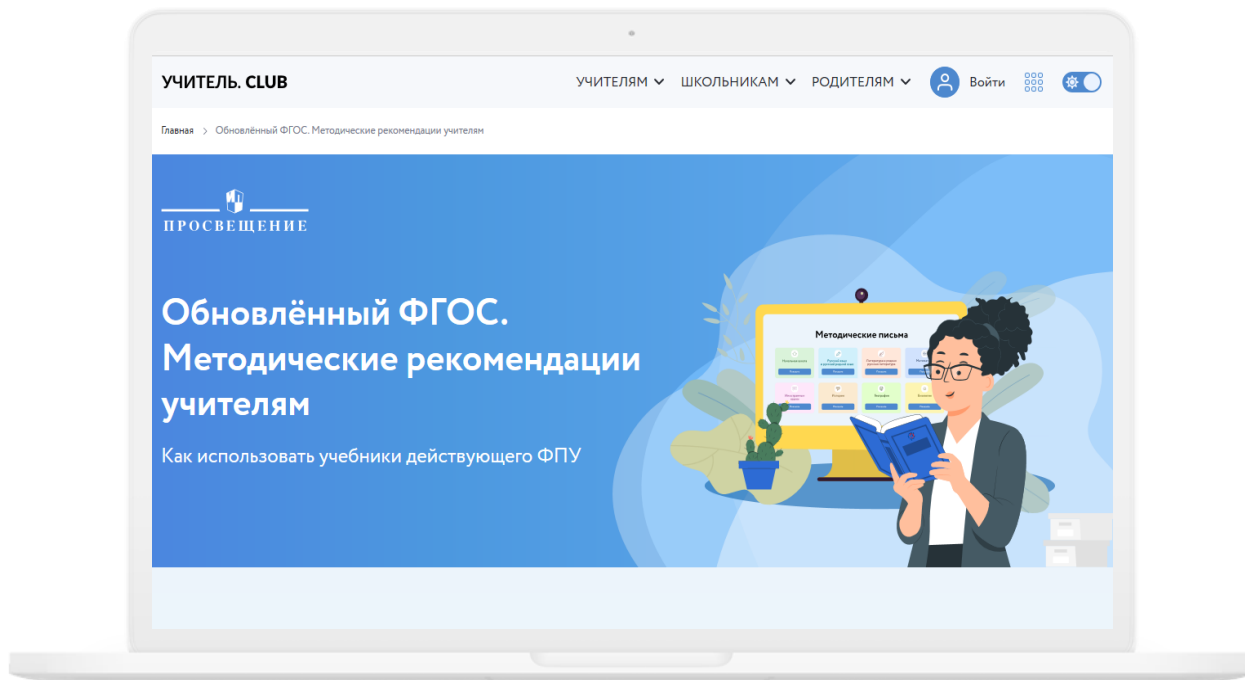 УЧИТЕЛЬ. CLUB
УЧИТЕЛЯМ
ШКОЛЬНИКАМ
РОДИТЕЛЯМ
Войти
Главная > Обновлённый ФГОС. Методические рекомендации учителям
ПРОСВЕЩЕНИЕ
Обновлённый ФГОС.
Методические рекомендации
учителям
Как использовать учебники действующего ФПУ
Методические письма